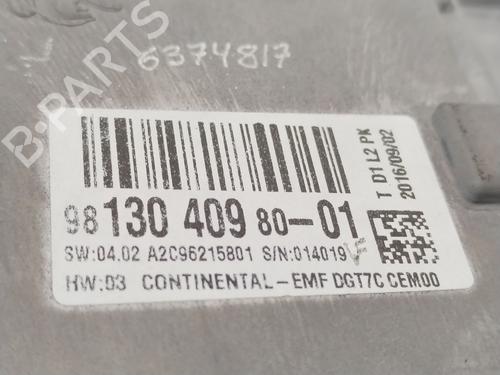 6374817
B-PARTS
T D1 L2 PK
2016/09/02
98 130 409 80-01
SW:04.02 A2C96215801 S/N:014019
HW:03 CONTINENTAL-EMF DGT7C CEM00